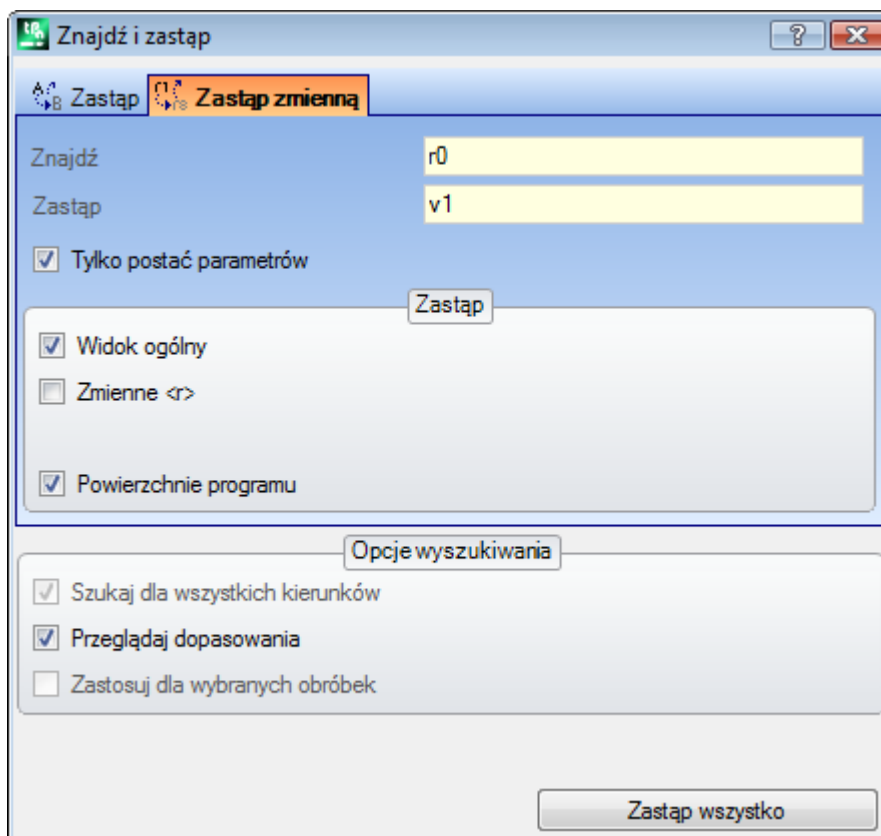 Znajdź i zastąp
Zastąp Zastąp zmienną
Znajdź r0
Zastąp v1
Tylko postać parametrów
Zastąp
Widok ogólny
Zmienne <r>
Powierzchnie programu
Opcje wyszukiwania
Szukaj dla wszystkich kierunków
Przeglądaj dopasowania
Zastosuj dla wybranych obróbek
Zastąp wszystko